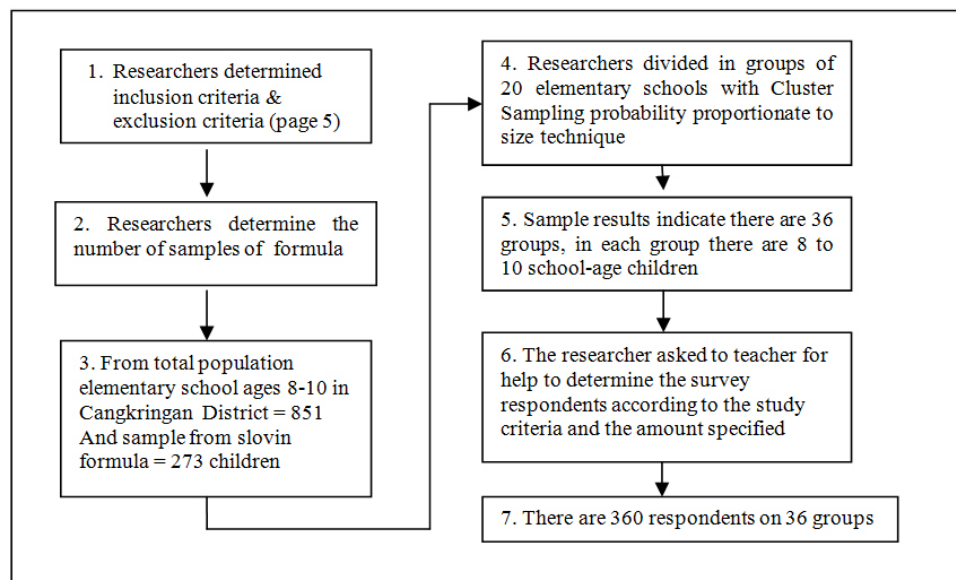 1. Researchers determined
inclusion criteria &
exclusion criteria (page 5)
2. Researchers determine the
number of samples of formula
3. From total population
elementary school ages 8-10 in
Cangkringan District = 851
And sample from slovin
formula = 273 children
4. Researchers divided in groups of
20 elementary schools with Cluster
Sampling probability proportionate to
size technique
5. Sample results indicate there are 36
groups, in each group there are 8 to
10 school-age children
6. The researcher asked to teacher for
help to determine the survey
respondents according to the study
criteria and the amount specified
7. There are 360 respondents on 36 groups